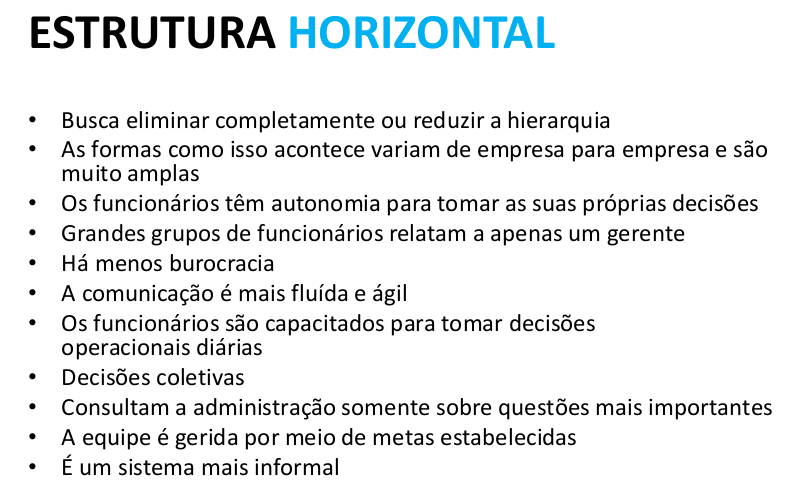 ESTRUTURA HORIZONTAL
• Busca eliminar completamente ou reduzir a hierarquia
• As formas como isso acontece variam de empresa para empresa e são
muito amplas
• Os funcionários têm autonomia para tomar as suas próprias decisões
• Grandes grupos de funcionários relatam a apenas um gerente
• Há menos burocracia
• A comunicação é mais fluída e ágil
• Os funcionários são capacitados para tomar decisões
operacionais diárias
• Decisões coletivas
• Consultam a administração somente sobre questões mais importantes
• A equipe é gerida por meio de metas estabelecidas
• É um sistema mais informal